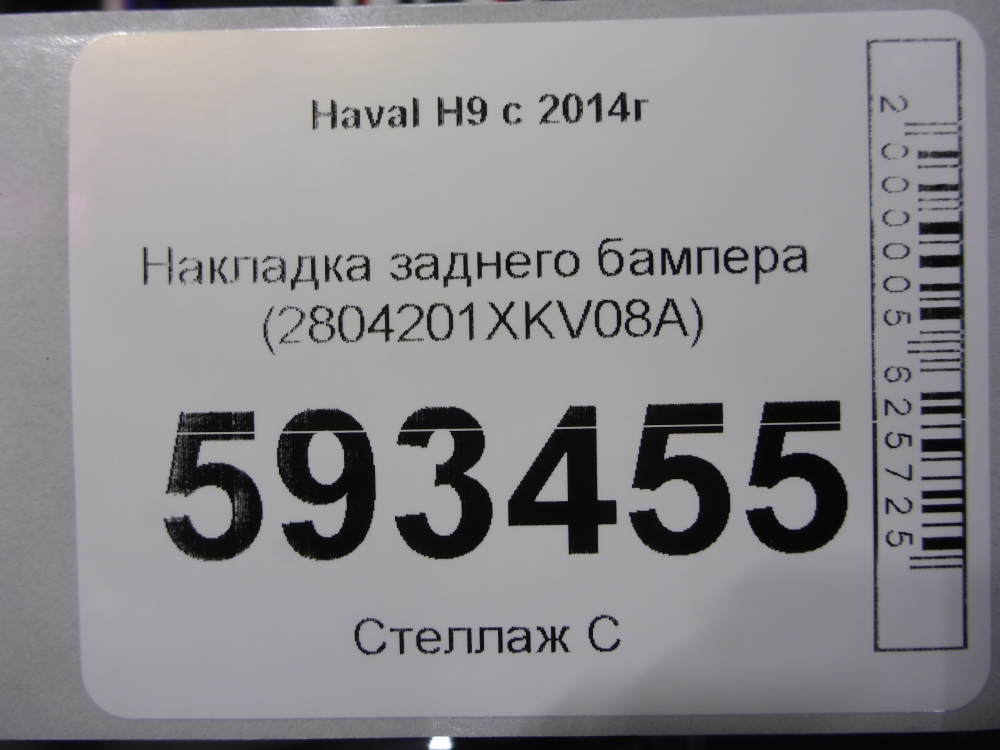 Haval H9 с 2014г
Накладка заднего бампера
(2804201XKV08A)
593455
Стеллаж С
2000005625725